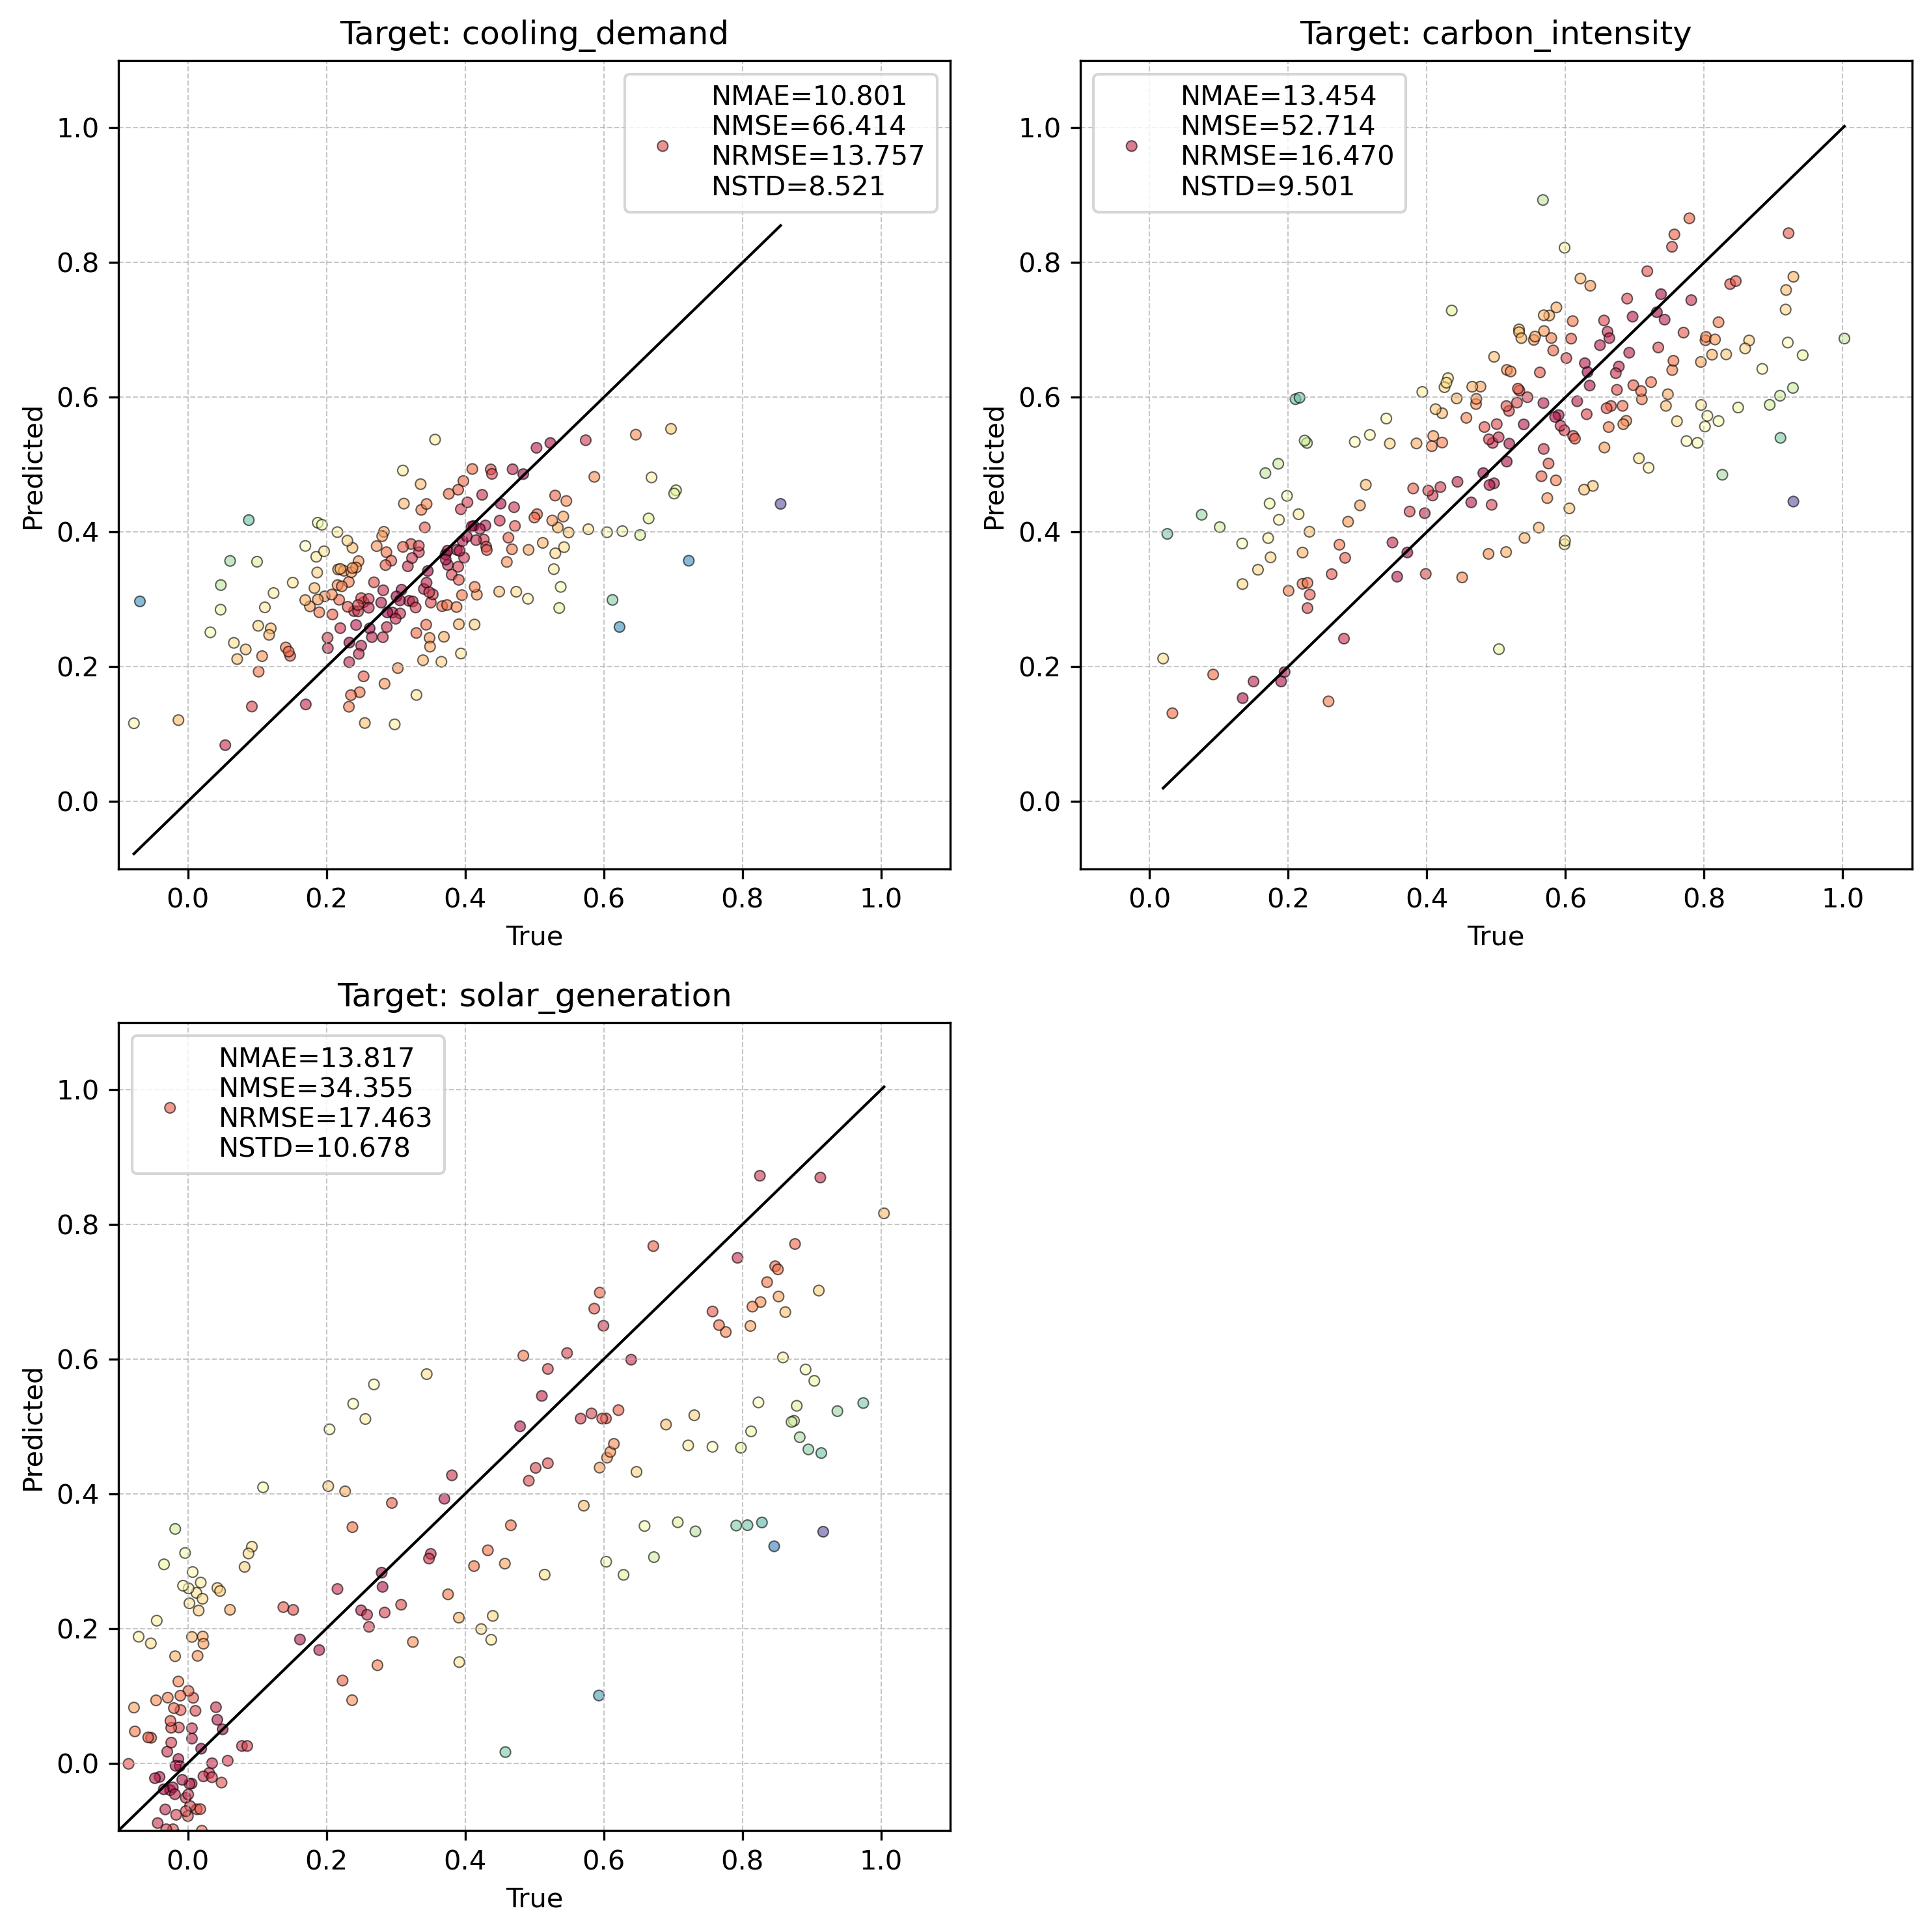 Target: cooling_demand
NMAE=10.801
NMSE=66.414
NRMSE=13.757
NSTD=8.521
1.0
0.8
0.6
0.4
0.2
0.0
Predicted
0.0 0.2 0.4 0.6 0.8 1.0
True
Target: carbon_intensity
NMAE=13.454
NMSE=52.714
NRMSE=16.470
NSTD=9.501
1.0
0.8
0.6
0.4
0.2
0.0
Predicted
0.0 0.2 0.4 0.6 0.8 1.0
True
Target: solar_generation
NMAE=13.817
NMSE=34.355
NRMSE=17.463
NSTD=10.678
1.0
0.8
0.6
0.4
0.2
0.0
Predicted
0.0 0.2 0.4 0.6 0.8 1.0
True